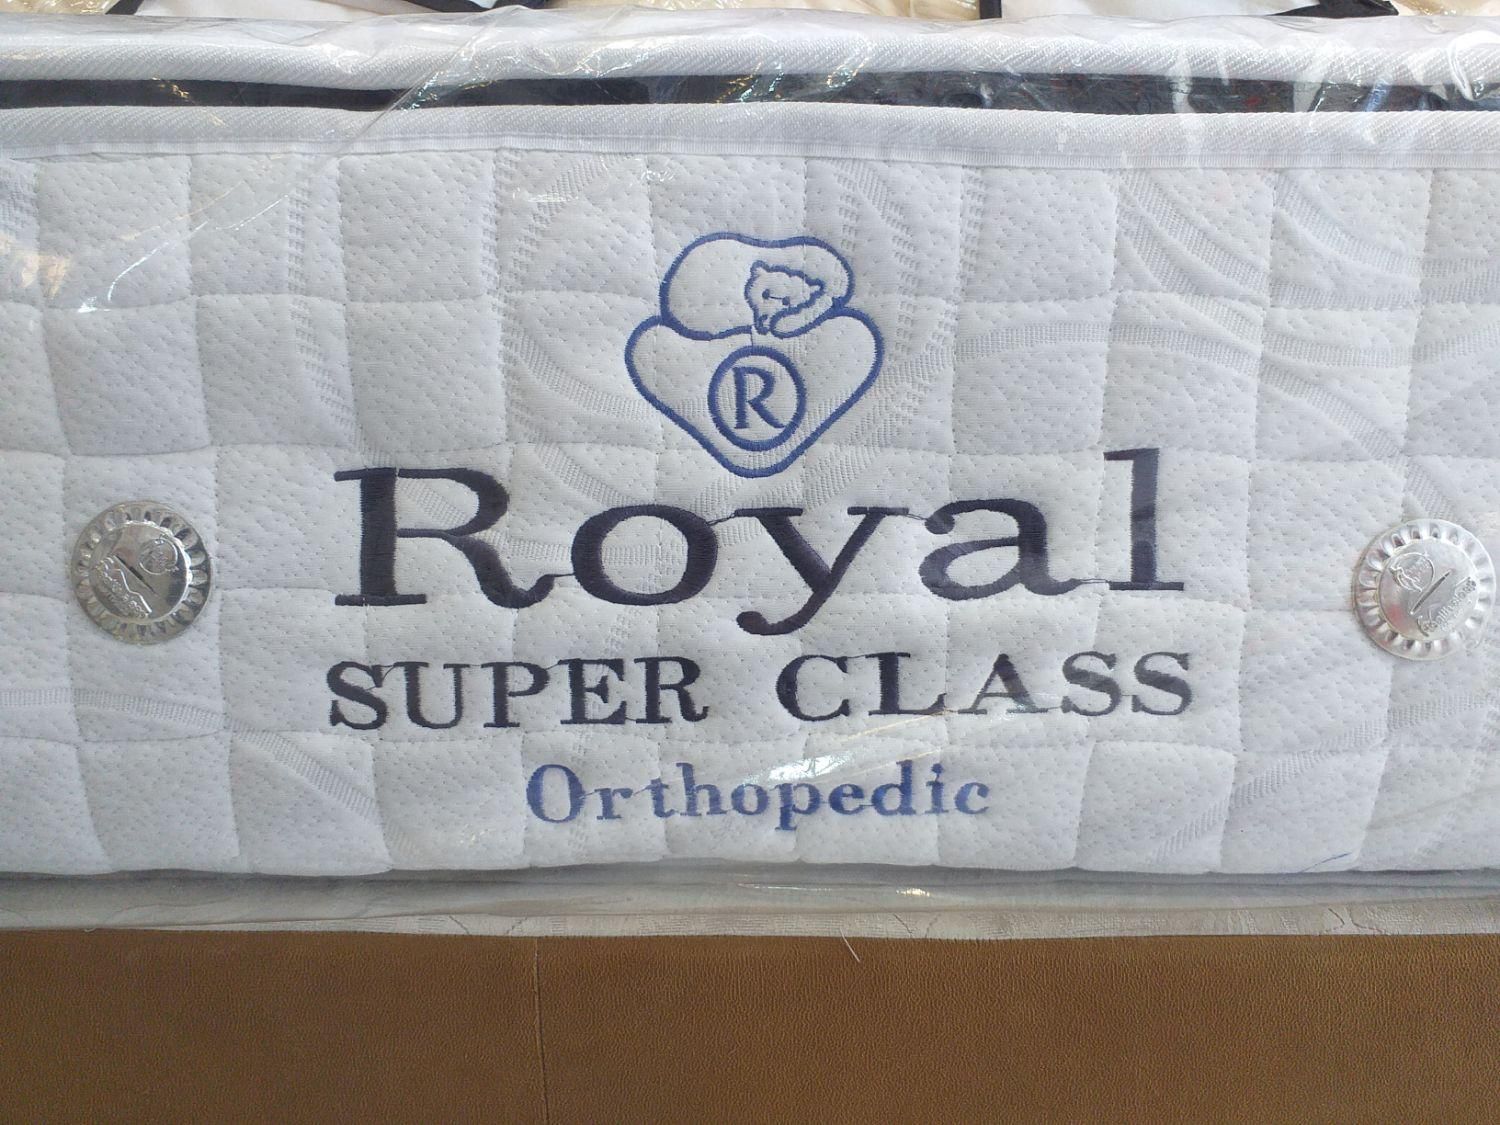 R
Royal
SUPER CLASS
Orthopedic